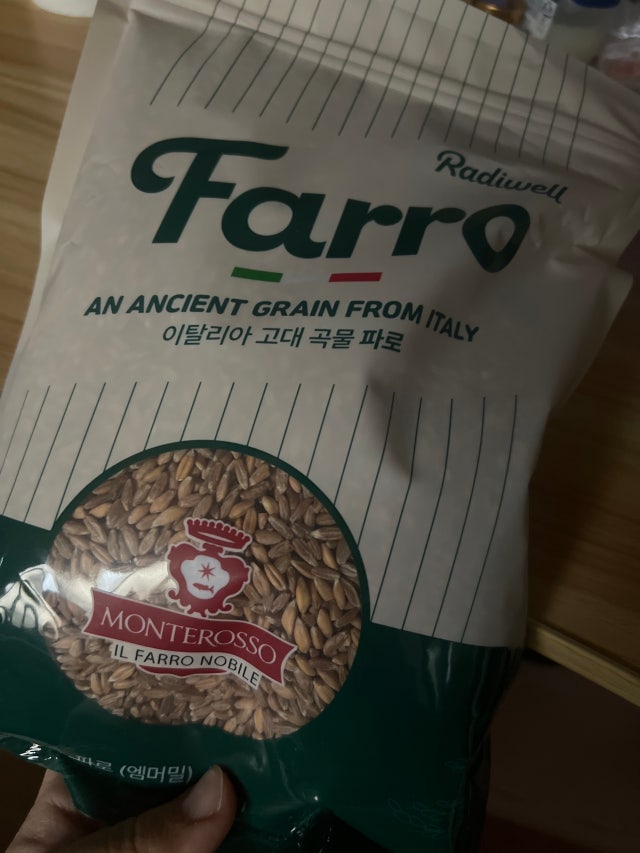 Radiwell
Farro
AN ANCIENT GRAIN FROM ITALY
이탈리아 고대 곡물 파로
MONTEROSSO
IL FARRO NOBILE
파로 (엠머밀)